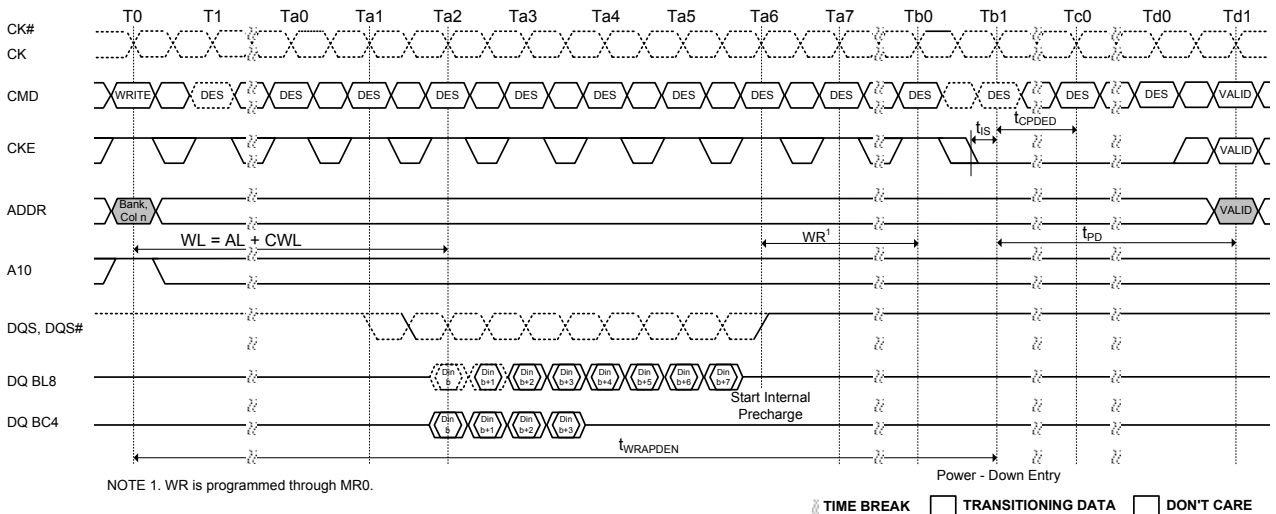 T0 T1 Ta0 Ta1 Ta2 Ta3 Ta4 Ta5 Ta6 Ta7 Tb0 Tb1 Tc0 Td0 Td1
CK#
CK
CMD WRITE DES DES DES DES DES DES DES DES DES DES DES DES DES VALID
tIS tCPDED
CKE VALID
ADDR Bank, Col n VALID
WL = AL + CWL WR1 tPD
A10
DQS, DQS#
DQ BL8 Din b Din b+1 Din b+2 Din b+3 Din b+4 Din b+5 Din b+6 Din b+7
Start Internal
Precharge
DQ BC4 Din b Din b+1 Din b+2 Din b+3
tWRAPDEN
Power - Down Entry
NOTE 1. WR is programmed through MR0.
TIME BREAK TRANSITIONING DATA DON'T CARE